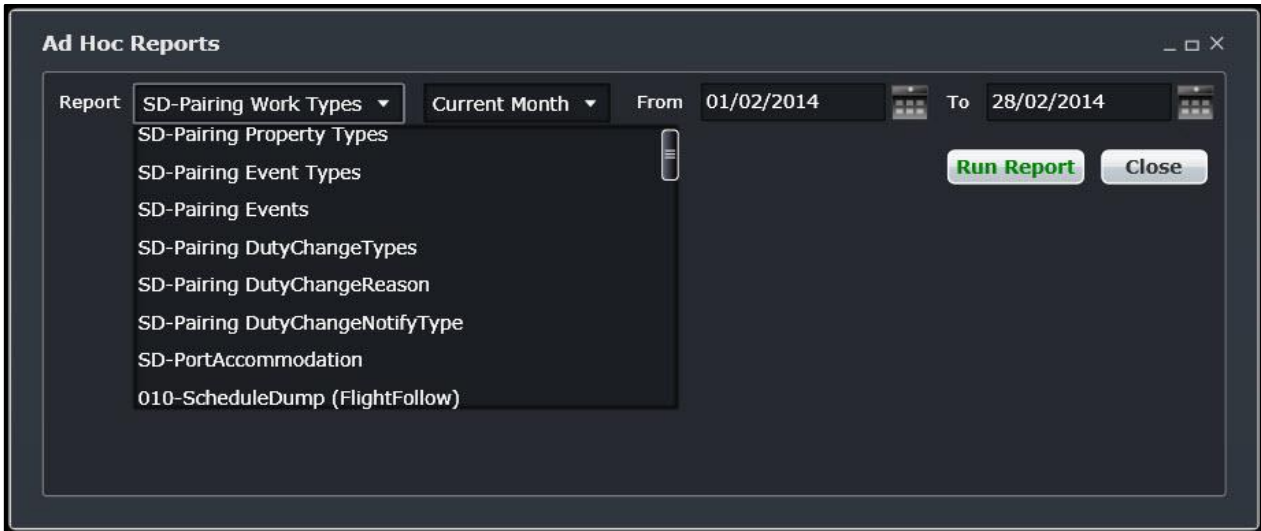 Ad Hoc Reports
Report SD-Pairing Work Types Current Month From 01/02/2014 To 28/02/2014
SD-Pairing Property Types
Run Report Close
SD-Pairing Event Types
SD-Pairing Events
SD-Pairing DutyChangeTypes
SD-Pairing DutyChangeReason
SD-Pairing DutyChangeNotifyType
SD-PortAccommodation
010-ScheduleDump (FlightFollow)